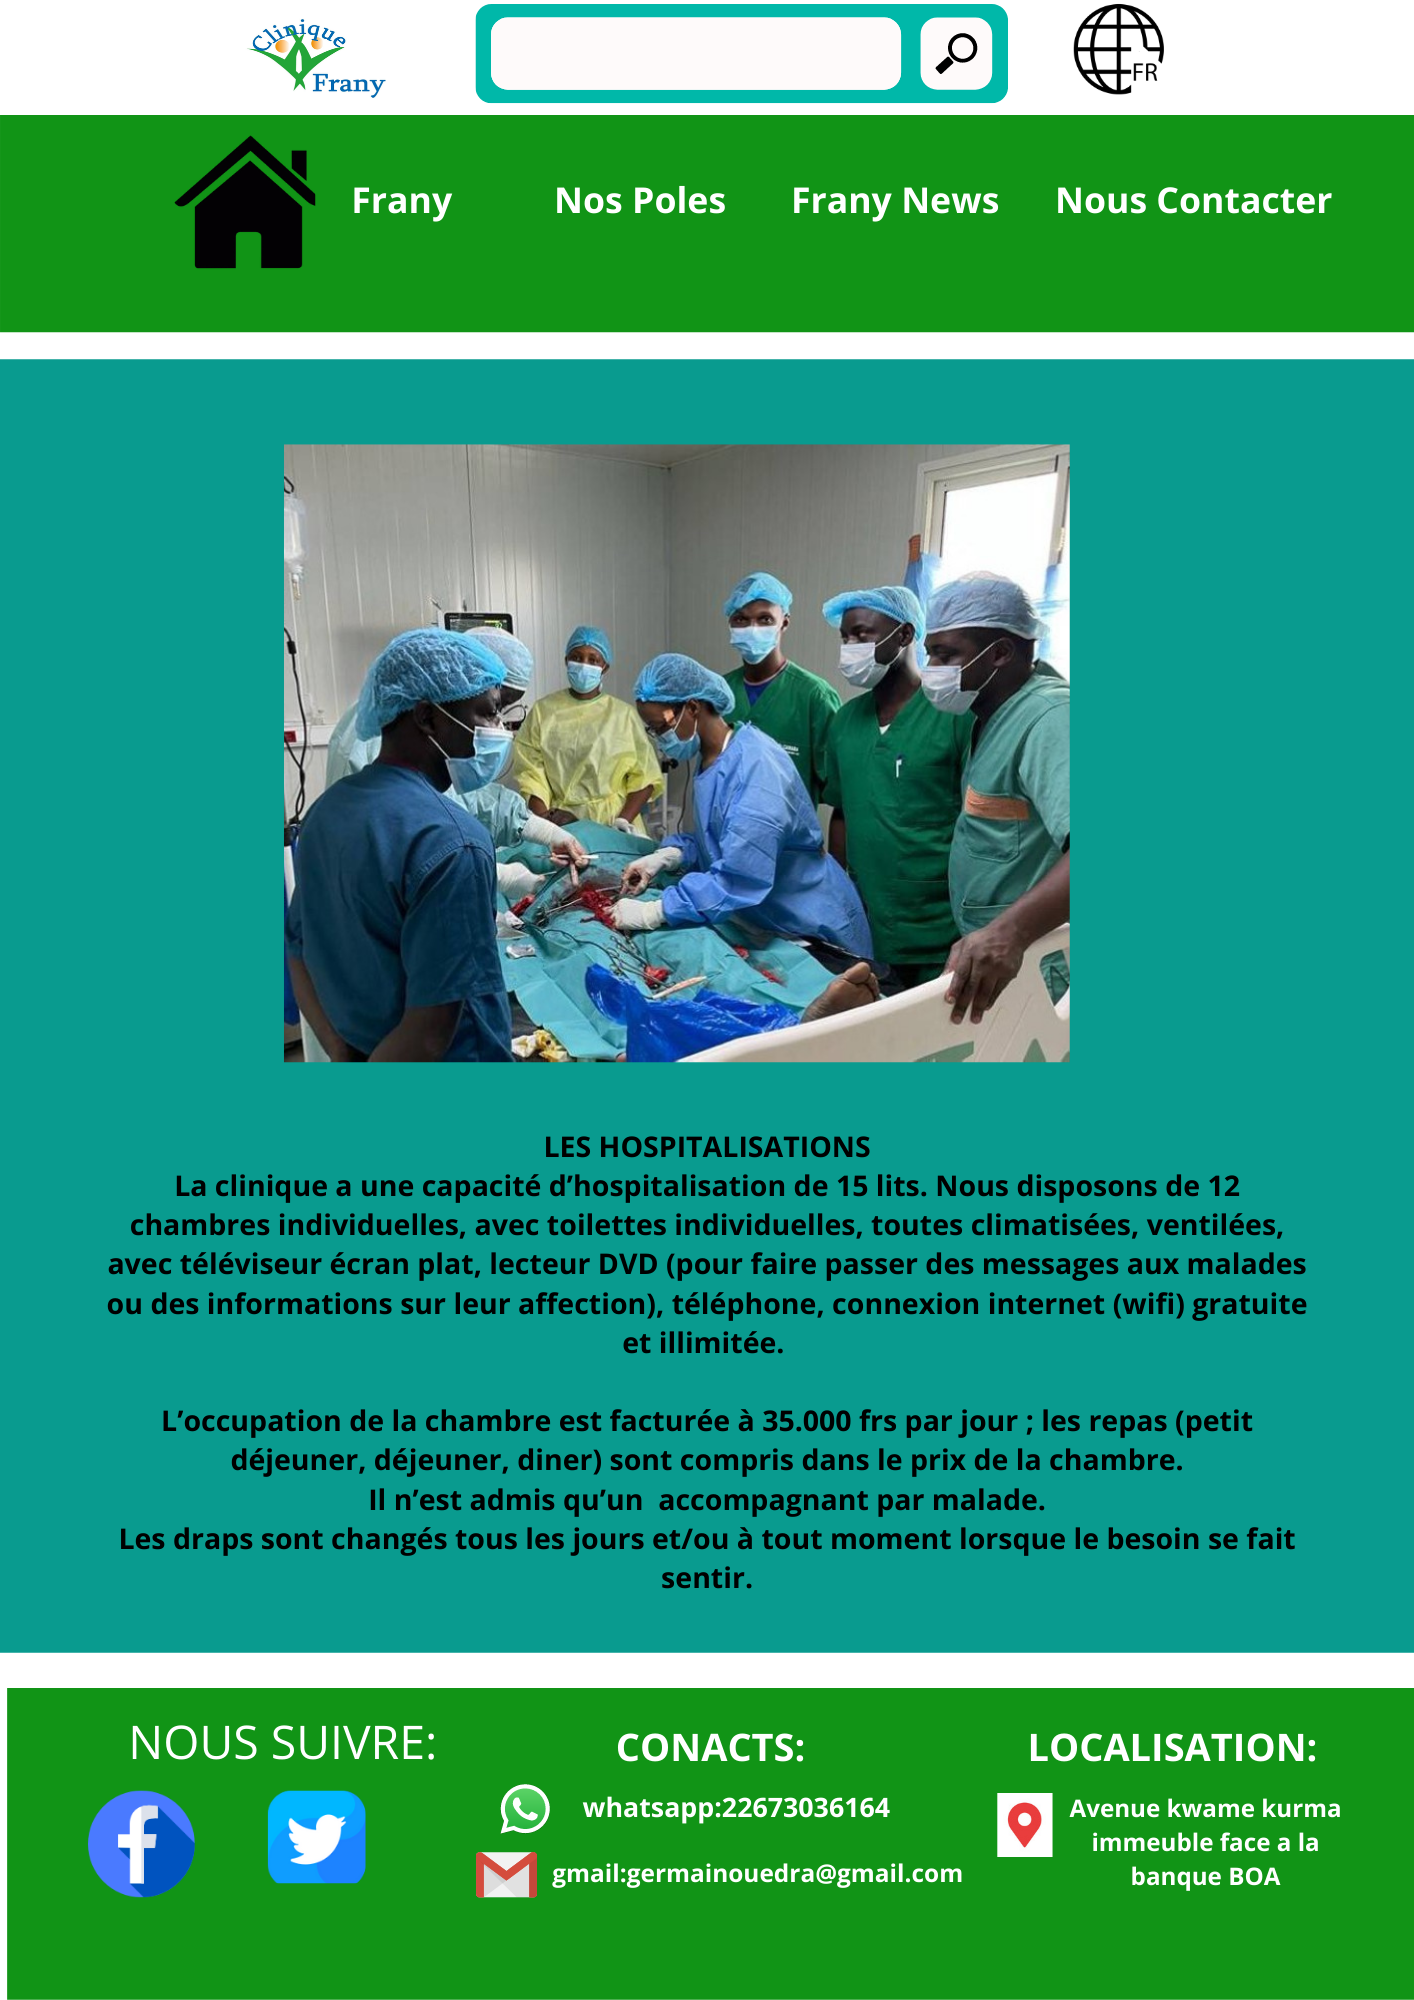 Clinique
Frany
FR
Frany
Nos Poles
Frany News
Nous Contacter
LES HOSPITALISATIONS
La clinique a une capacité d’hospitalisation de 15 lits. Nous disposons de 12
chambres individuelles, avec toilettes individuelles, toutes climatisées, ventilées,
avec téléviseur écran plat, lecteur DVD (pour faire passer des messages aux malades
ou des informations sur leur affection), téléphone, connexion internet (wifi) gratuite
et illimitée.
L’occupation de la chambre est facturée à 35.000 frs par jour ; les repas (petit
déjeuner, déjeuner, diner) sont compris dans le prix de la chambre.
Il n’est admis qu’un  accompagnant par malade.
Les draps sont changés tous les jours et/ou à tout moment lorsque le besoin se fait
sentir.
NOUS SUIVRE:
CONACTS:
whatsapp:22673036164
gmail:germainouedra@gmail.com
LOCALISATION:
Avenue kwame kurma
immeuble face a la
banque BOA